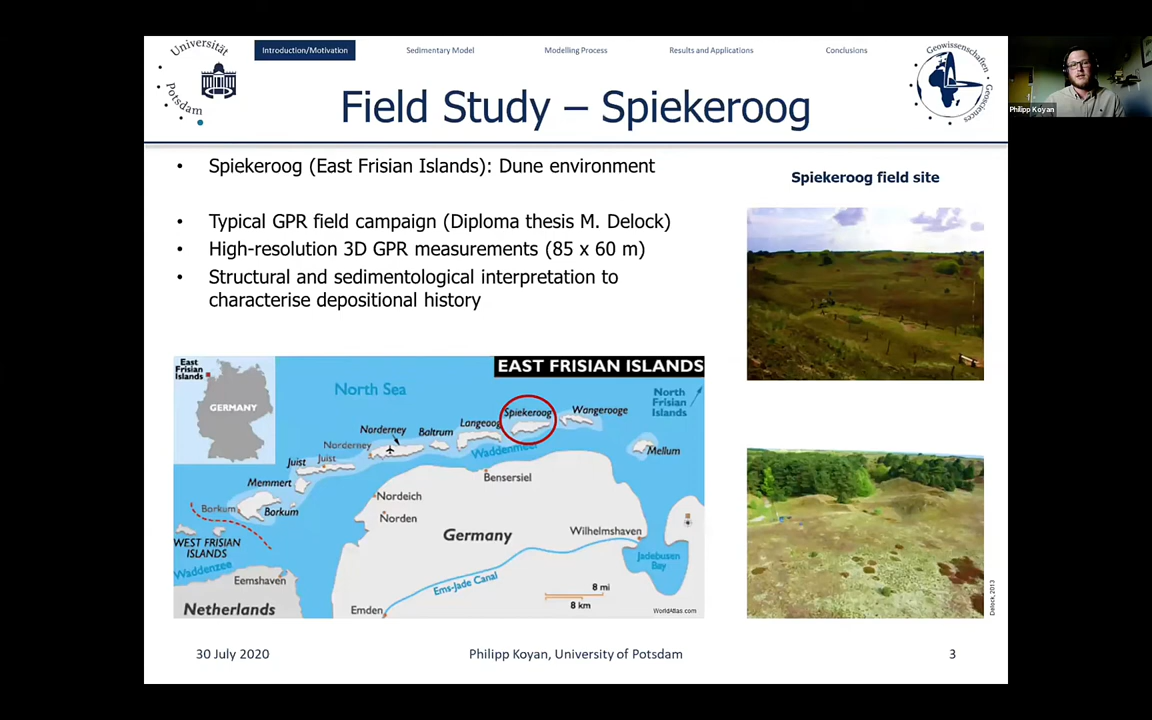 Introduction/Motivation
Sedimentary Model
Modelling Process
Results and Applications
Conclusions
Universität
Potsdam
Geowissenschaften
Geosciences
Philipp Koyan
Field Study – Spiekeroog
• Spiekeroog (East Frisian Islands): Dune environment
• Typical GPR field campaign (Diploma thesis M. Delock)
• High-resolution 3D GPR measurements (85 x 60 m)
• Structural and sedimentological interpretation to
characterise depositional history
Spiekeroog field site
East
Frisian
Islands
GERMANY
EAST FRISIAN ISLANDS
North Sea
North
Frisian
Islands
Spiekeroog
Wangerooge
Langeoog
Baltrum
Norderney
Norderney
Juist
Juist
Memmert
Borkum
Borkum
Waddenmeer
Mellum
Bensersiel
Nordeich
Norden
Germany
Wilhelmshaven
Jadebusen
Bay
Ems-Jade Canal
WEST FRISIAN
ISLANDS
Waddenzee
Eemshaven
Netherlands
Emden
8 mi
8 km
WorldAtlas.com
Delock, 2013
30 July 2020
Philipp Koyan, University of Potsdam
3